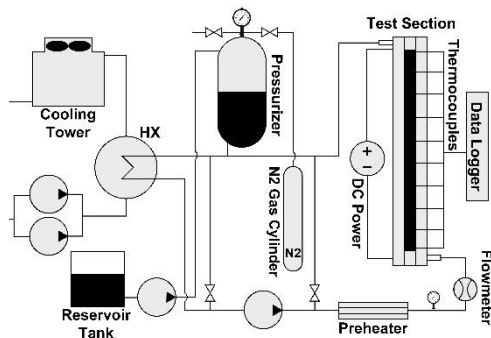 Test Section
Cooling
Tower
HX
Pressurizer
N2 Gas Cylinder
N2
+
−
DC Power
Thermocouples
Data Logger
Reservoir
Tank
Preheater
Flowmeter